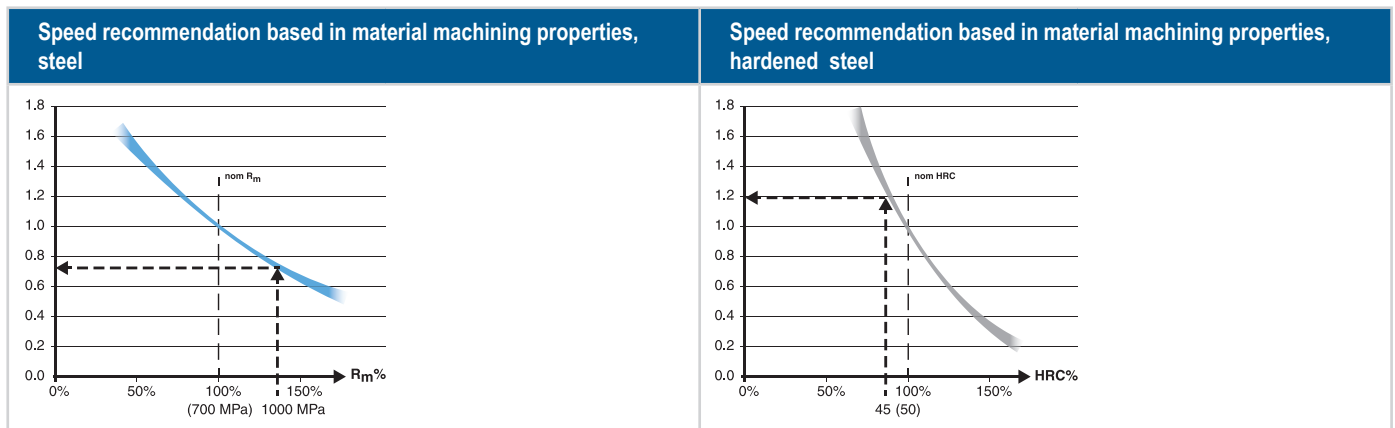 Speed recommendation based in material machining properties,
steel
1.8
1.6
1.4
1.2
1.0
0.8
0.6
0.4
0.2
0.0
nom Rm
0% 50% 100% 150% Rm%
(700 MPa) 1000 MPa
Speed recommendation based in material machining properties,
hardened steel
1.8
1.6
1.4
1.2
1.0
0.8
0.6
0.4
0.2
0.0
nom HRC
0% 50% 100% 150% HRC%
45 (50)